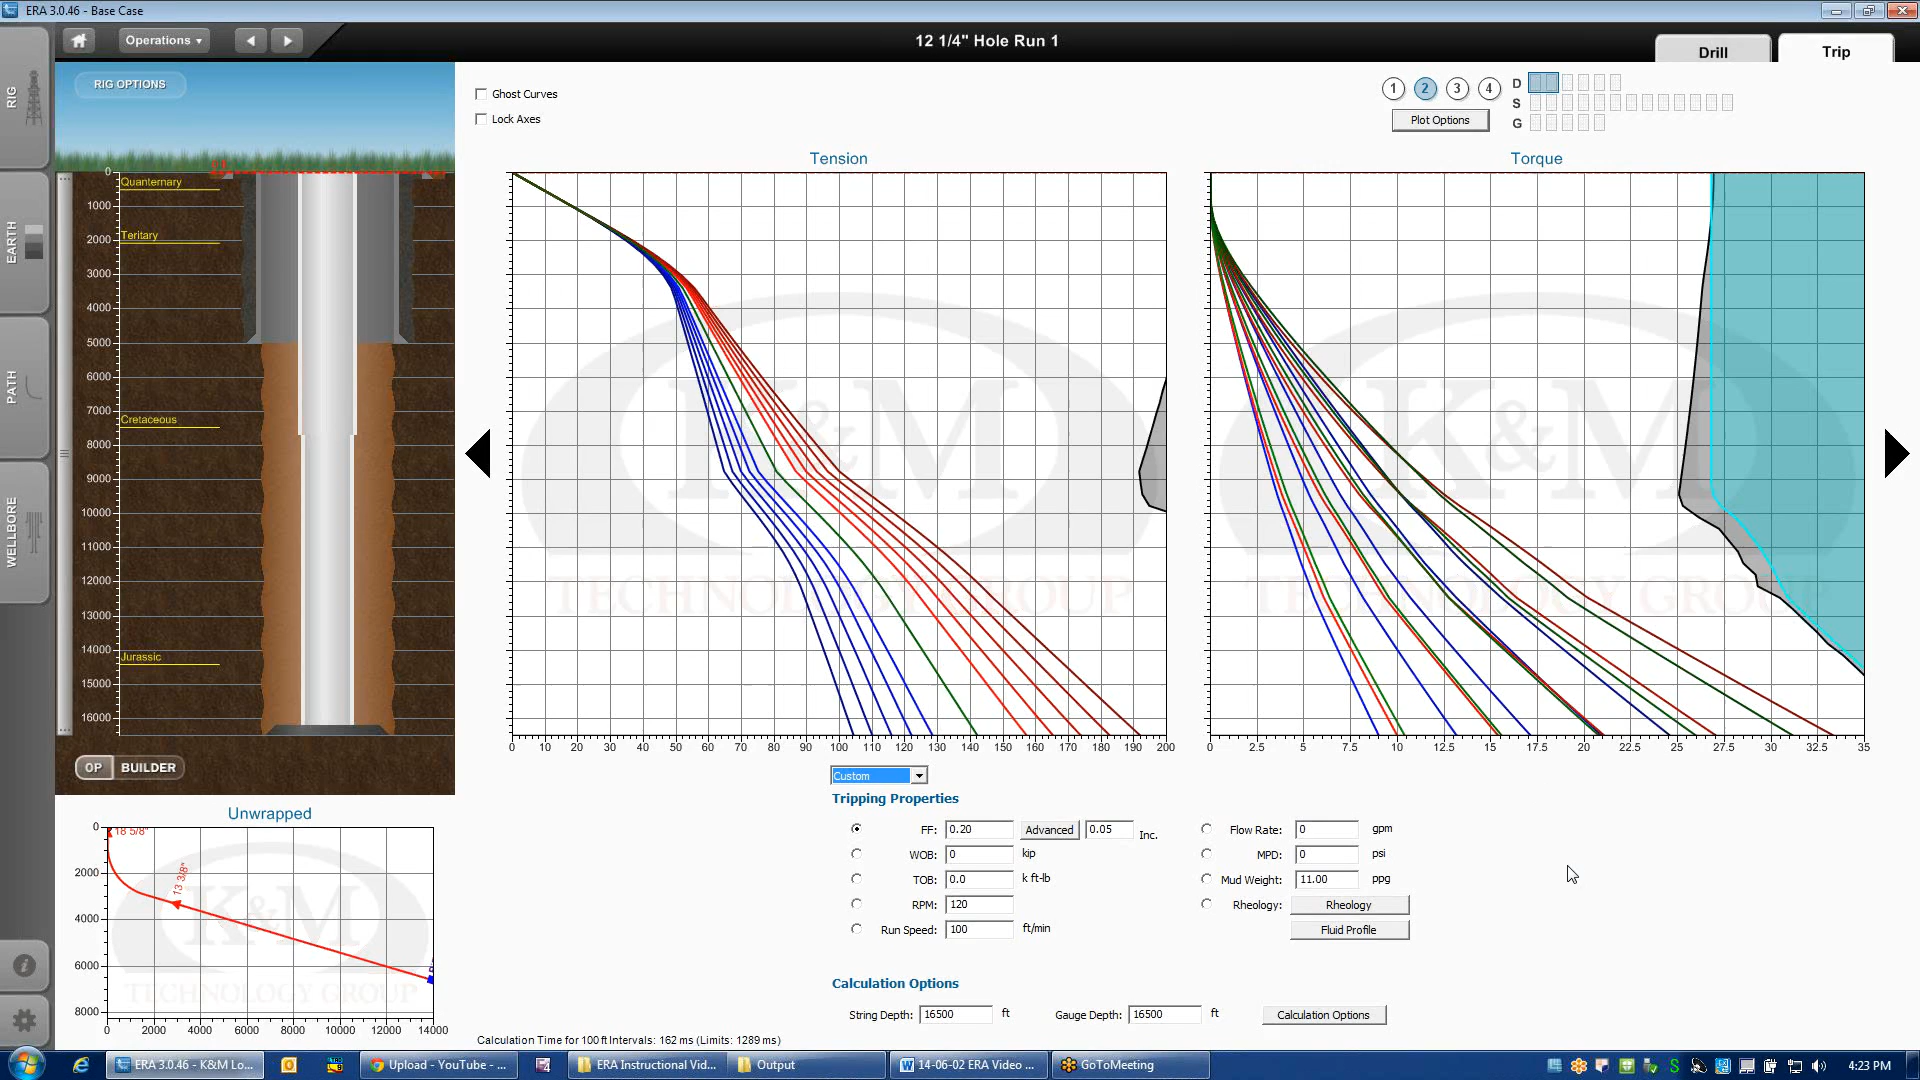 ERA 3.0.46 - Base Case
Operations
12 1/4" Hole Run 1
Drill
Trip
RIG
EARTH
PATH
WELLBORE
RIG OPTIONS
Ghost Curves
Lock Axes
1 2 3 4
Plot Options
D
S
G
0
1000
2000
3000
4000
5000
6000
7000
8000
9000
10000
11000
12000
13000
14000
15000
16000
Quanternary
Teritary
Cretaceous
Jurassic
OP BUILDER
Tension
K&M
TECHNOLOGY GROUP
0 10 20 30 40 50 60 70 80 90 100 110 120 130 140 150 160 170 180 190 200
Torque
K&M
TECHNOLOGY GROUP
0 2.5 5 7.5 10 12.5 15 17.5 20 22.5 25 27.5 30 32.5 35
Unwrapped
0
2000
4000
6000
8000
18 5/8"
13 3/8"
K&M
TECHNOLOGY GROUP
0 2000 4000 6000 8000 10000 12000 14000
Custom
Tripping Properties
FF: 0.20 Advanced 0.05 Inc.
WOB: 0 kip
TOB: 0.0 k ft-lb
RPM: 120
Run Speed: 100 ft/min
Flow Rate: 0 gpm
MPD: 0 psi
Mud Weight: 11.00 ppg
Rheology: Rheology
Fluid Profile
Calculation Options
String Depth: 16500 ft
Gauge Depth: 16500 ft
Calculation Options
Calculation Time for 100 ft Intervals: 162 ms (Limits: 1289 ms)
ERA 3.0.46 - K&M Lo...
Upload - YouTube - ...
ERA Instructional Vid...
Output
14-06-02 ERA Video ...
GoToMeeting
4:23 PM